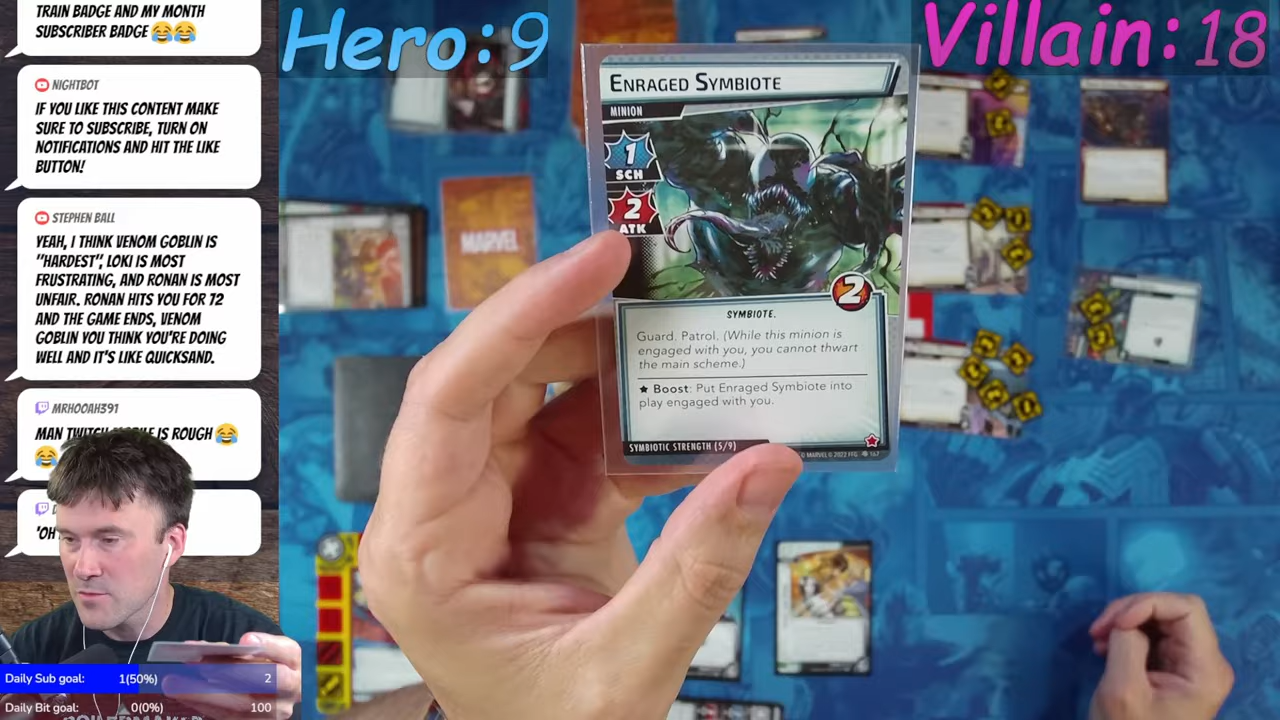 TRAIN BADGE AND MY MONTH
SUBSCRIBER BADGE 😂😂
NIGHTBOT
IF YOU LIKE THIS CONTENT MAKE
SURE TO SUBSCRIBE, TURN ON
NOTIFICATIONS AND HIT THE LIKE
BUTTON!
STEPHEN BALL
YEAH, I THINK VENOM GOBLIN IS
"HARDEST", LOKI IS MOST
FRUSTRATING, AND RONAN IS MOST
UNFAIR. RONAN HITS YOU FOR 72
AND THE GAME ENDS, VENOM
GOBLIN YOU THINK YOU'RE DOING
WELL AND IT'S LIKE QUICKSAND.
MRHOOAH391
MAN TWITCH IS ROUGH 😂
😂
'OH
Daily Sub goal: 1(50%) 2
Daily Bit goal: 0(0%) 100
Hero:9
Villain:18
ENRAGED SYMBIOTE
MINION
1
SCH
2
ATK
2
SYMBIOTE.
Guard. Patrol. (While this minion is
engaged with you, you cannot thwart
the main scheme.)
★ Boost: Put Enraged Symbiote into
play engaged with you.
SYMBIOTIC STRENGTH (5/9)
© MARVEL © 2022 FFG 167
MARVEL